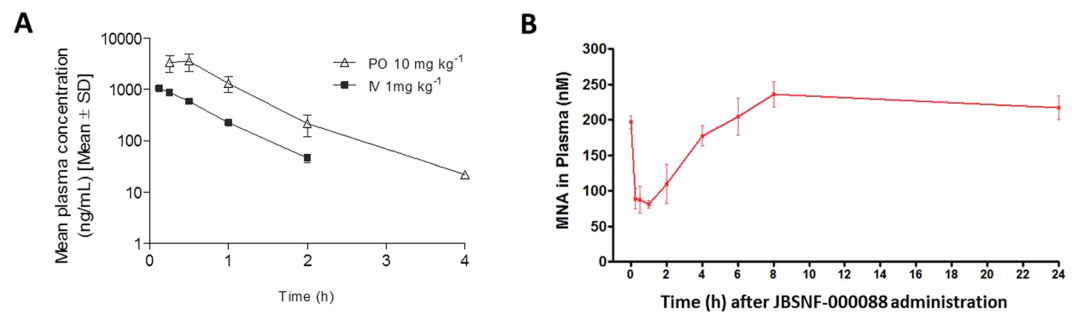 A
Mean plasma concentration
(ng/mL) [Mean ± SD]
10000
1000
100
10
1
0
1
2
3
4
Time (h)
PO 10 mg kg-1
IV 1mg kg-1
B
MNA in Plasma (nM)
300
250
200
150
100
50
0
0 2 4 6 8 10 12 14 16 18 20 22 24
Time (h) after JBSNF-000088 administration